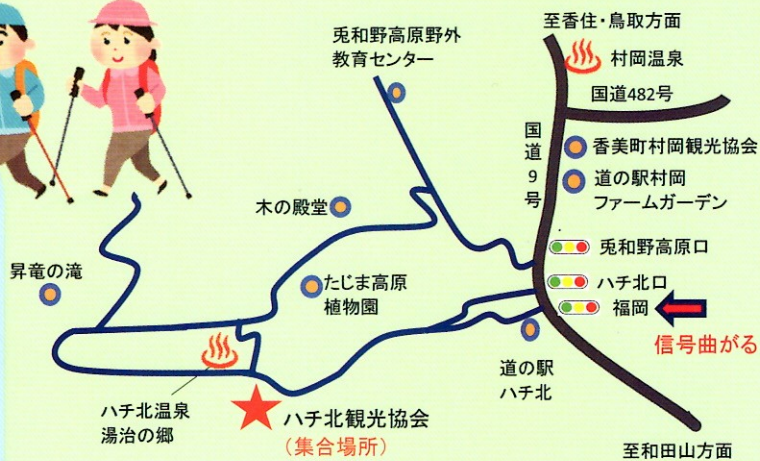 至香住・鳥取方面
兎和野高原野外
教育センター
村岡温泉
国道482号
国道9号
香美町村岡観光協会
道の駅村岡
ファームガーデン
木の殿堂
兎和野高原口
昇竜の滝
たじま高原
植物園
ハチ北口
福岡
信号曲がる
道の駅
ハチ北
ハチ北温泉
湯治の郷
ハチ北観光協会
(集合場所)
至和田山方面